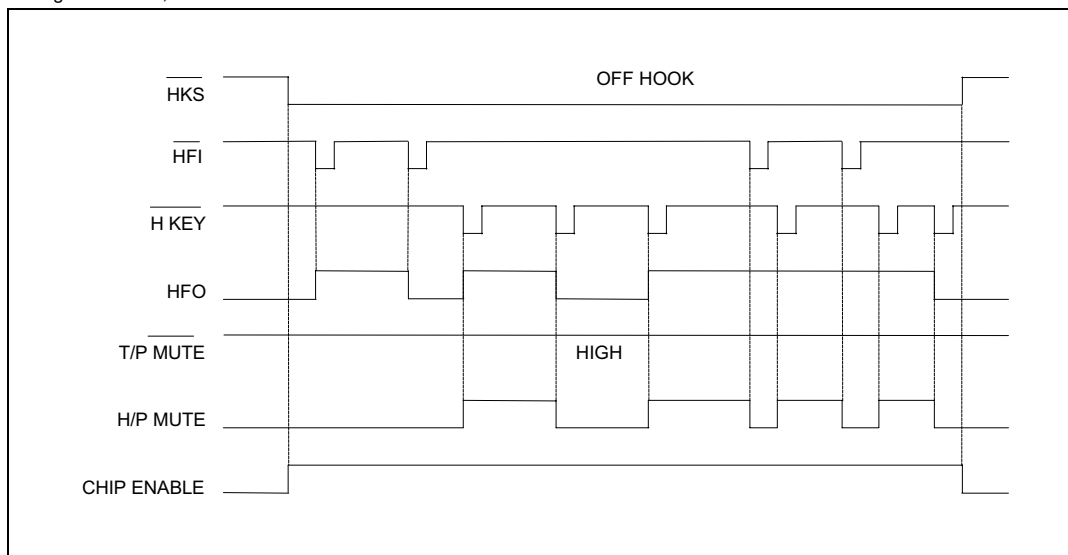 HKS
OFF HOOK
HFI
H KEY
HFO
T/P MUTE
HIGH
H/P MUTE
CHIP ENABLE